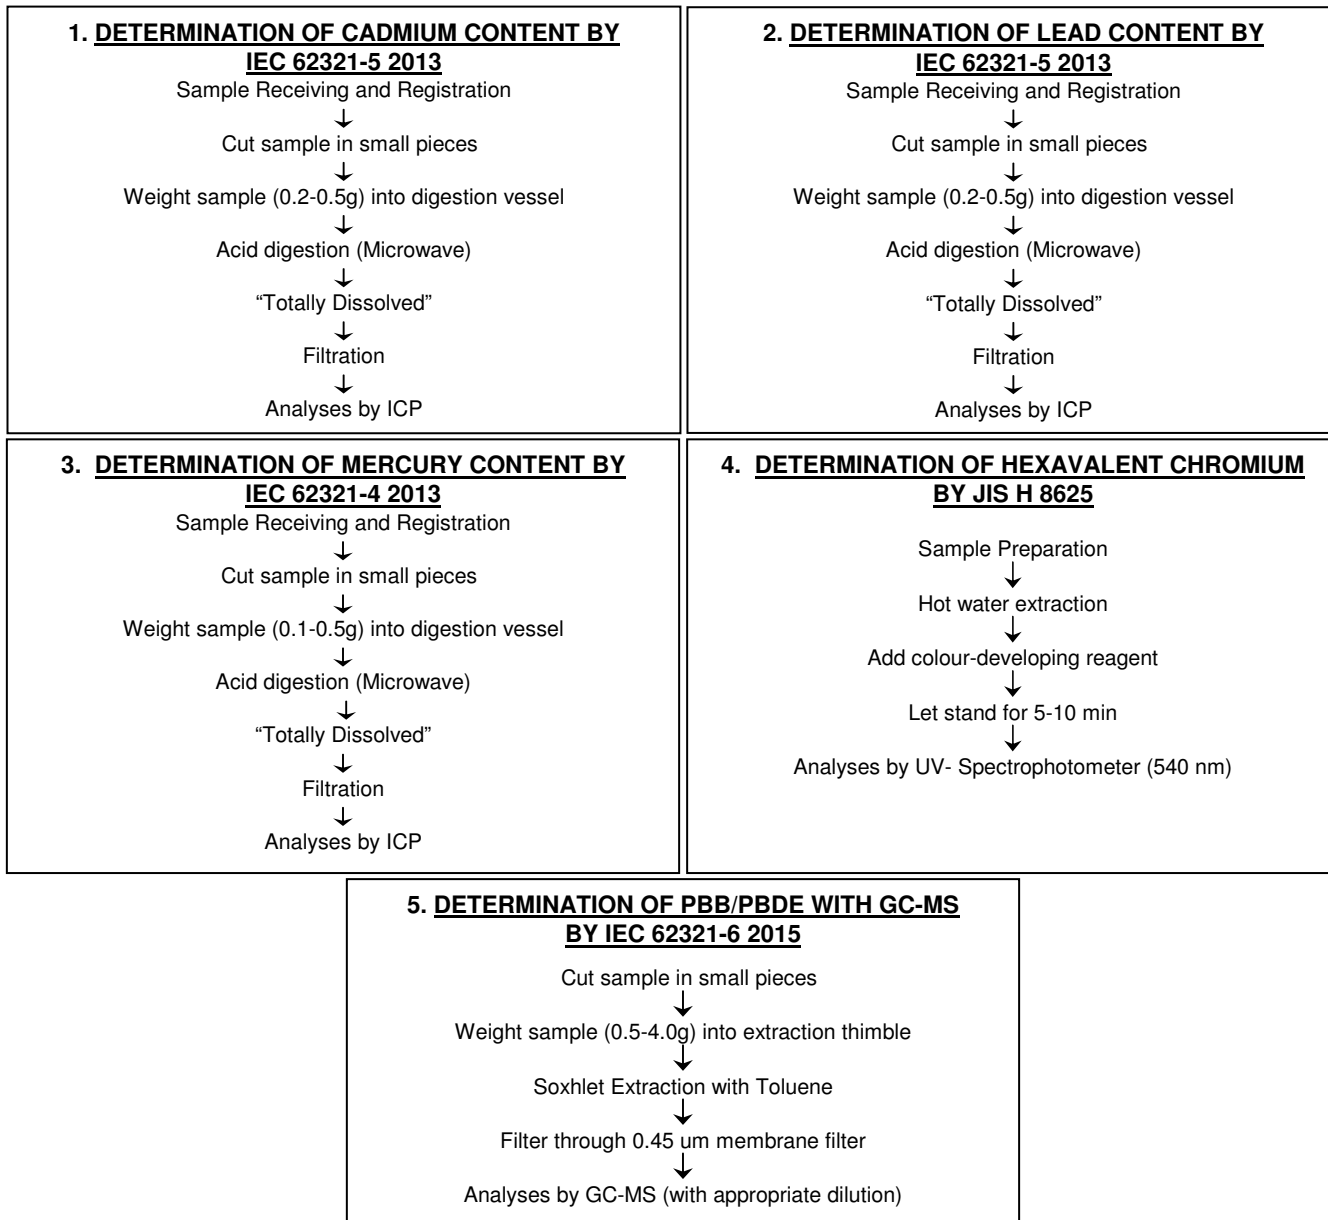 1. DETERMINATION OF CADMIUM CONTENT BY
IEC 62321-5 2013
Sample Receiving and Registration
Cut sample in small pieces
Weight sample (0.2-0.5g) into digestion vessel
Acid digestion (Microwave)
“Totally Dissolved”
Filtration
Analyses by ICP
2. DETERMINATION OF LEAD CONTENT BY
IEC 62321-5 2013
Sample Receiving and Registration
Cut sample in small pieces
Weight sample (0.2-0.5g) into digestion vessel
Acid digestion (Microwave)
“Totally Dissolved”
Filtration
Analyses by ICP
3. DETERMINATION OF MERCURY CONTENT BY
IEC 62321-4 2013
Sample Receiving and Registration
Cut sample in small pieces
Weight sample (0.1-0.5g) into digestion vessel
Acid digestion (Microwave)
“Totally Dissolved”
Filtration
Analyses by ICP
4. DETERMINATION OF HEXAVALENT CHROMIUM
BY JIS H 8625
Sample Preparation
Hot water extraction
Add colour-developing reagent
Let stand for 5-10 min
Analyses by UV- Spectrophotometer (540 nm)
5. DETERMINATION OF PBB/PBDE WITH GC-MS
BY IEC 62321-6 2015
Cut sample in small pieces
Weight sample (0.5-4.0g) into extraction thimble
Soxhlet Extraction with Toluene
Filter through 0.45 um membrane filter
Analyses by GC-MS (with appropriate dilution)